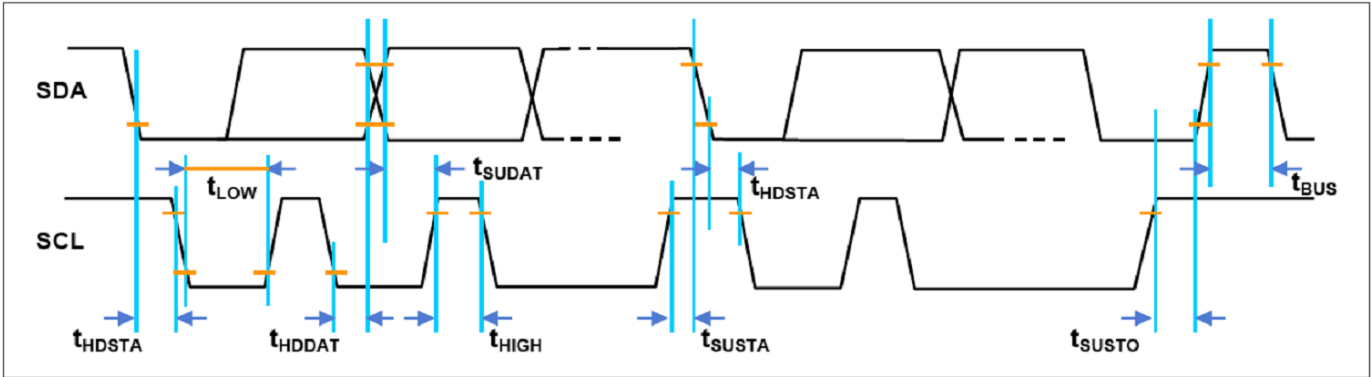 SDA
tSUDAT
tHDSTA
tBUS
tLOW
SCL
tHDSTA
tHDDAT
tHIGH
tSUSTA
tSUSTO